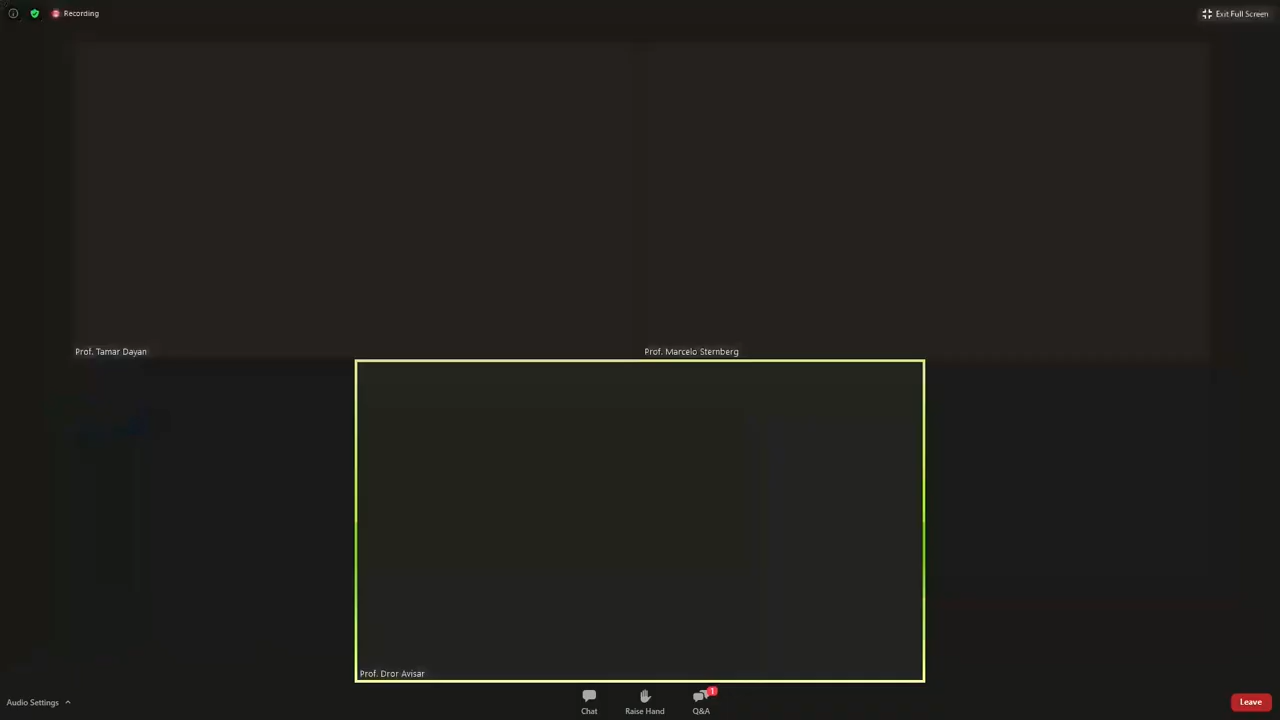 Recording
Exit Full Screen
Prof. Tamar Dayan
Prof. Marcelo Sternberg
Prof. Dror Avisar
Audio Settings
Chat
Raise Hand
Q&A
1
Leave